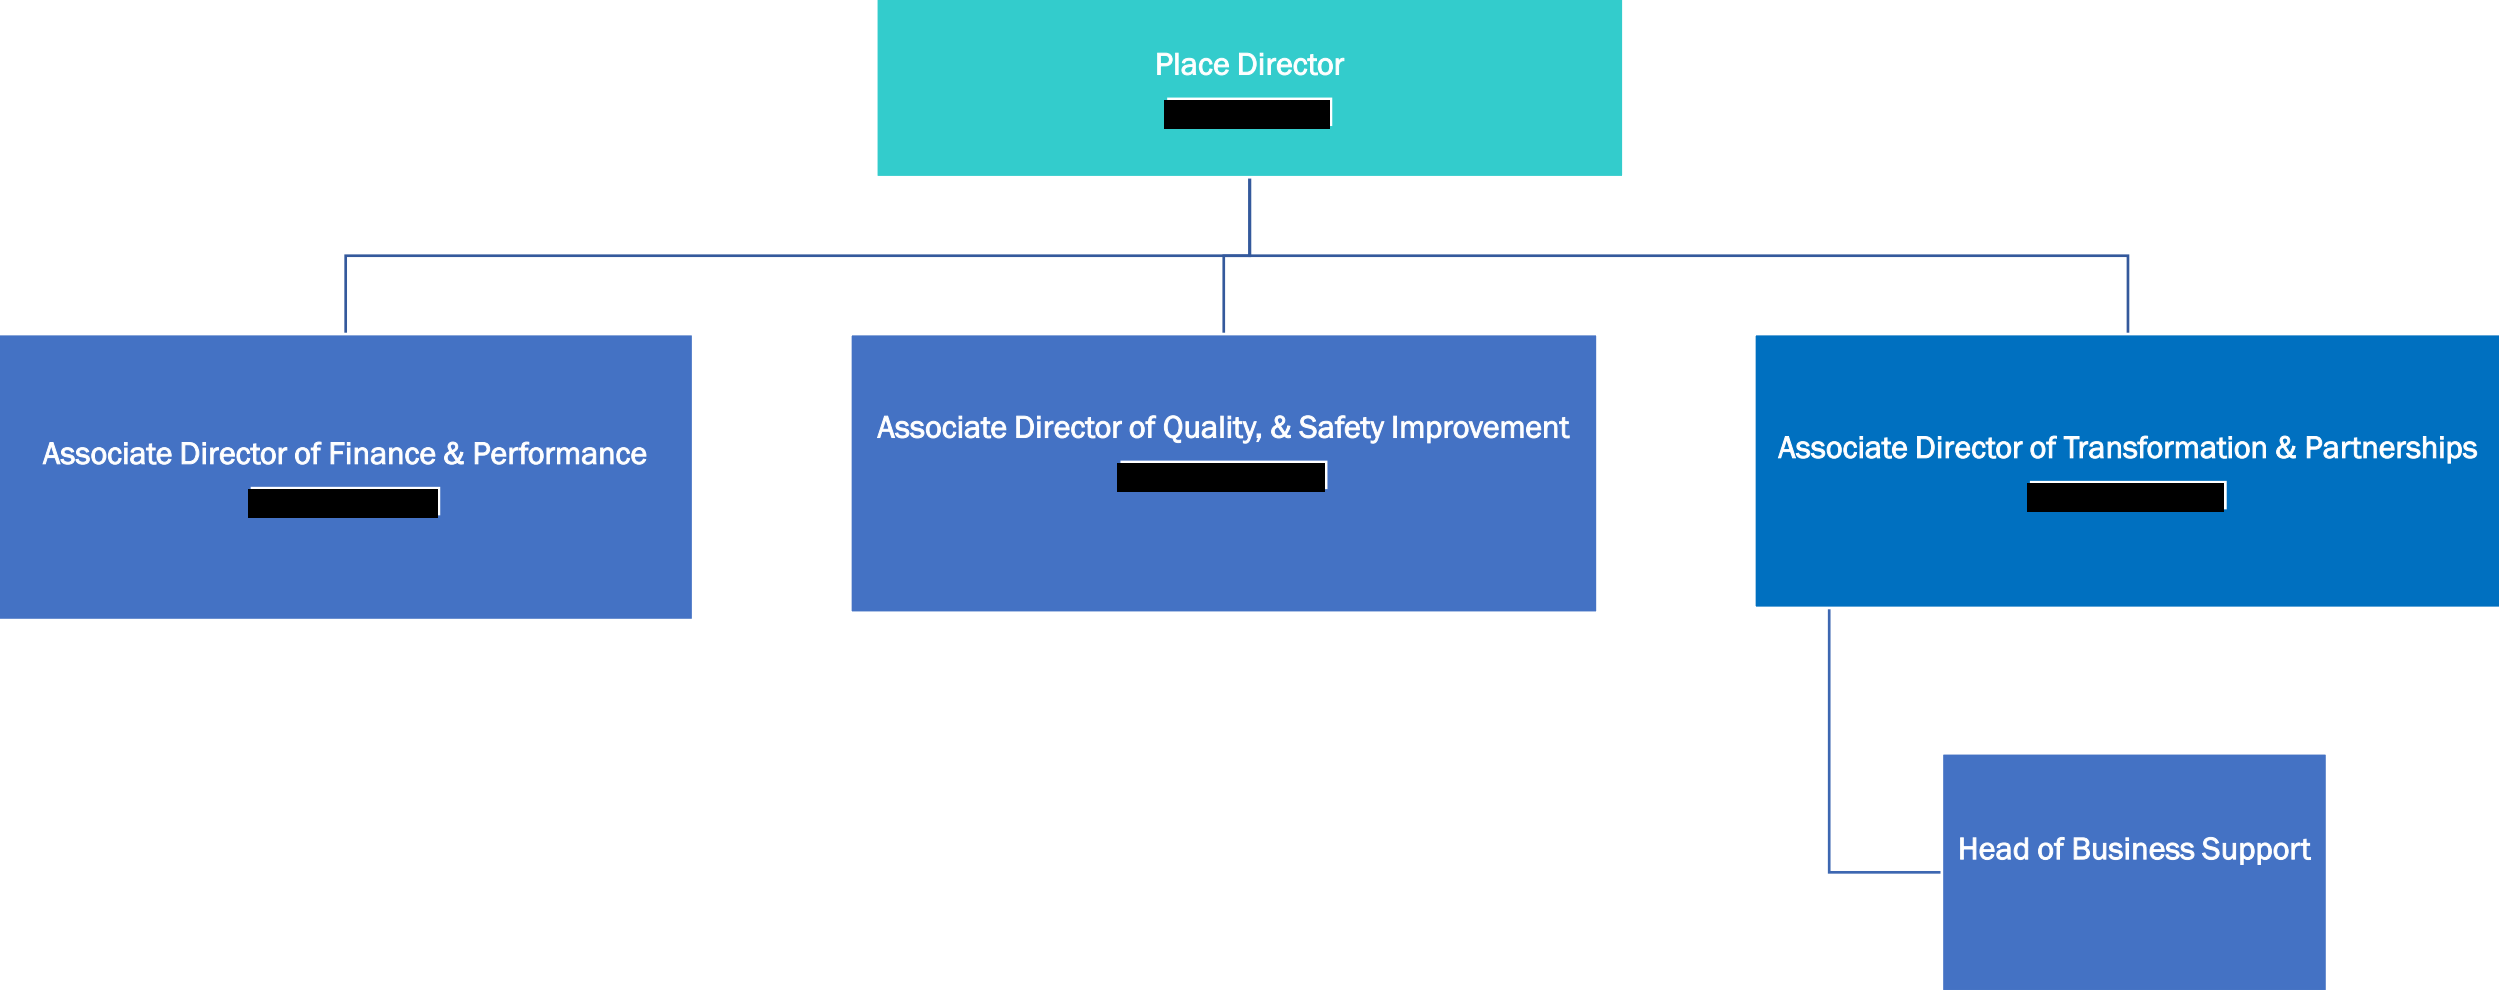 Place Director
Associate Director of Finance & Performance
Associate Director of Quality, & Safety Improvement
Associate Director of Transformation & Partnerships
Head of Business Support